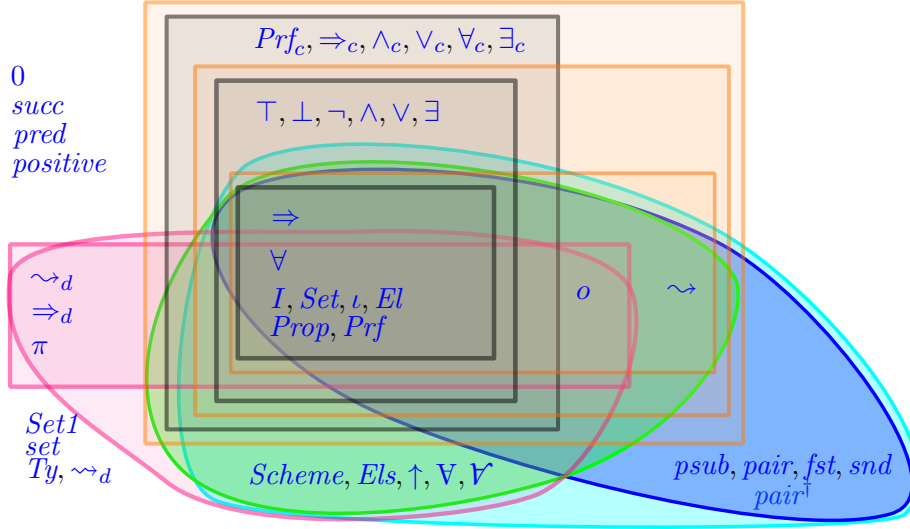 Prf_c, ⇒_c, ∧_c, ∨_c, ∀_c, ∃_c
0
succ
pred
positive
⊤, ⊥, ¬, ∧, ∨, ∃
⇒
∀
I, Set, ι, El
Prop, Prf
o
⇝
⇝_d
⇒_d
π
Set1
set
Ty, ⇝_d
Scheme, Els, ↑, ∀, ∀
psub, pair, fst, snd
pair†